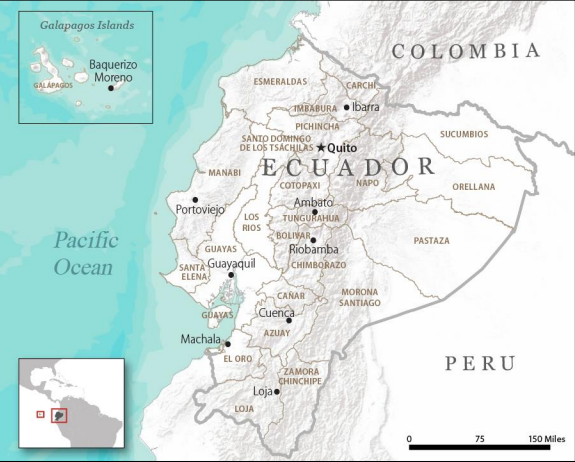 Galapagos Islands
Baquerizo
Moreno
GALÁPAGOS
COLOMBIA
ESMERALDAS
CARCHI
IMBABURA
Ibarra
PICHINCHA
SUCUMBIOS
SANTO DOMINGO
DE LOS TSÁCHILAS
Quito
ECUADOR
MANABI
COTOPAXI
NAPO
ORELLANA
Portoviejo
Ambato
TUNGURAHUA
LOS
RIOS
BOLIVAR
Riobamba
PASTAZA
Pacific
Ocean
GUAYAS
Guayaquil
CHIMBORAZO
SANTA
ELENA
MORONA
SANTIAGO
CAÑAR
GUAYAS
Cuenca
AZUAY
Machala
EL ORO
PERU
ZAMORA
CHINCHIPE
Loja
LOJA
0 75 150 Miles